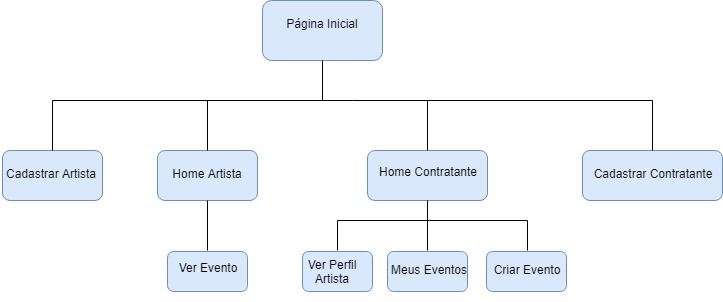 Página Inicial
Cadastrar Artista
Home Artista
Home Contratante
Cadastrar Contratante
Ver Evento
Ver Perfil
Artista
Meus Eventos
Criar Evento